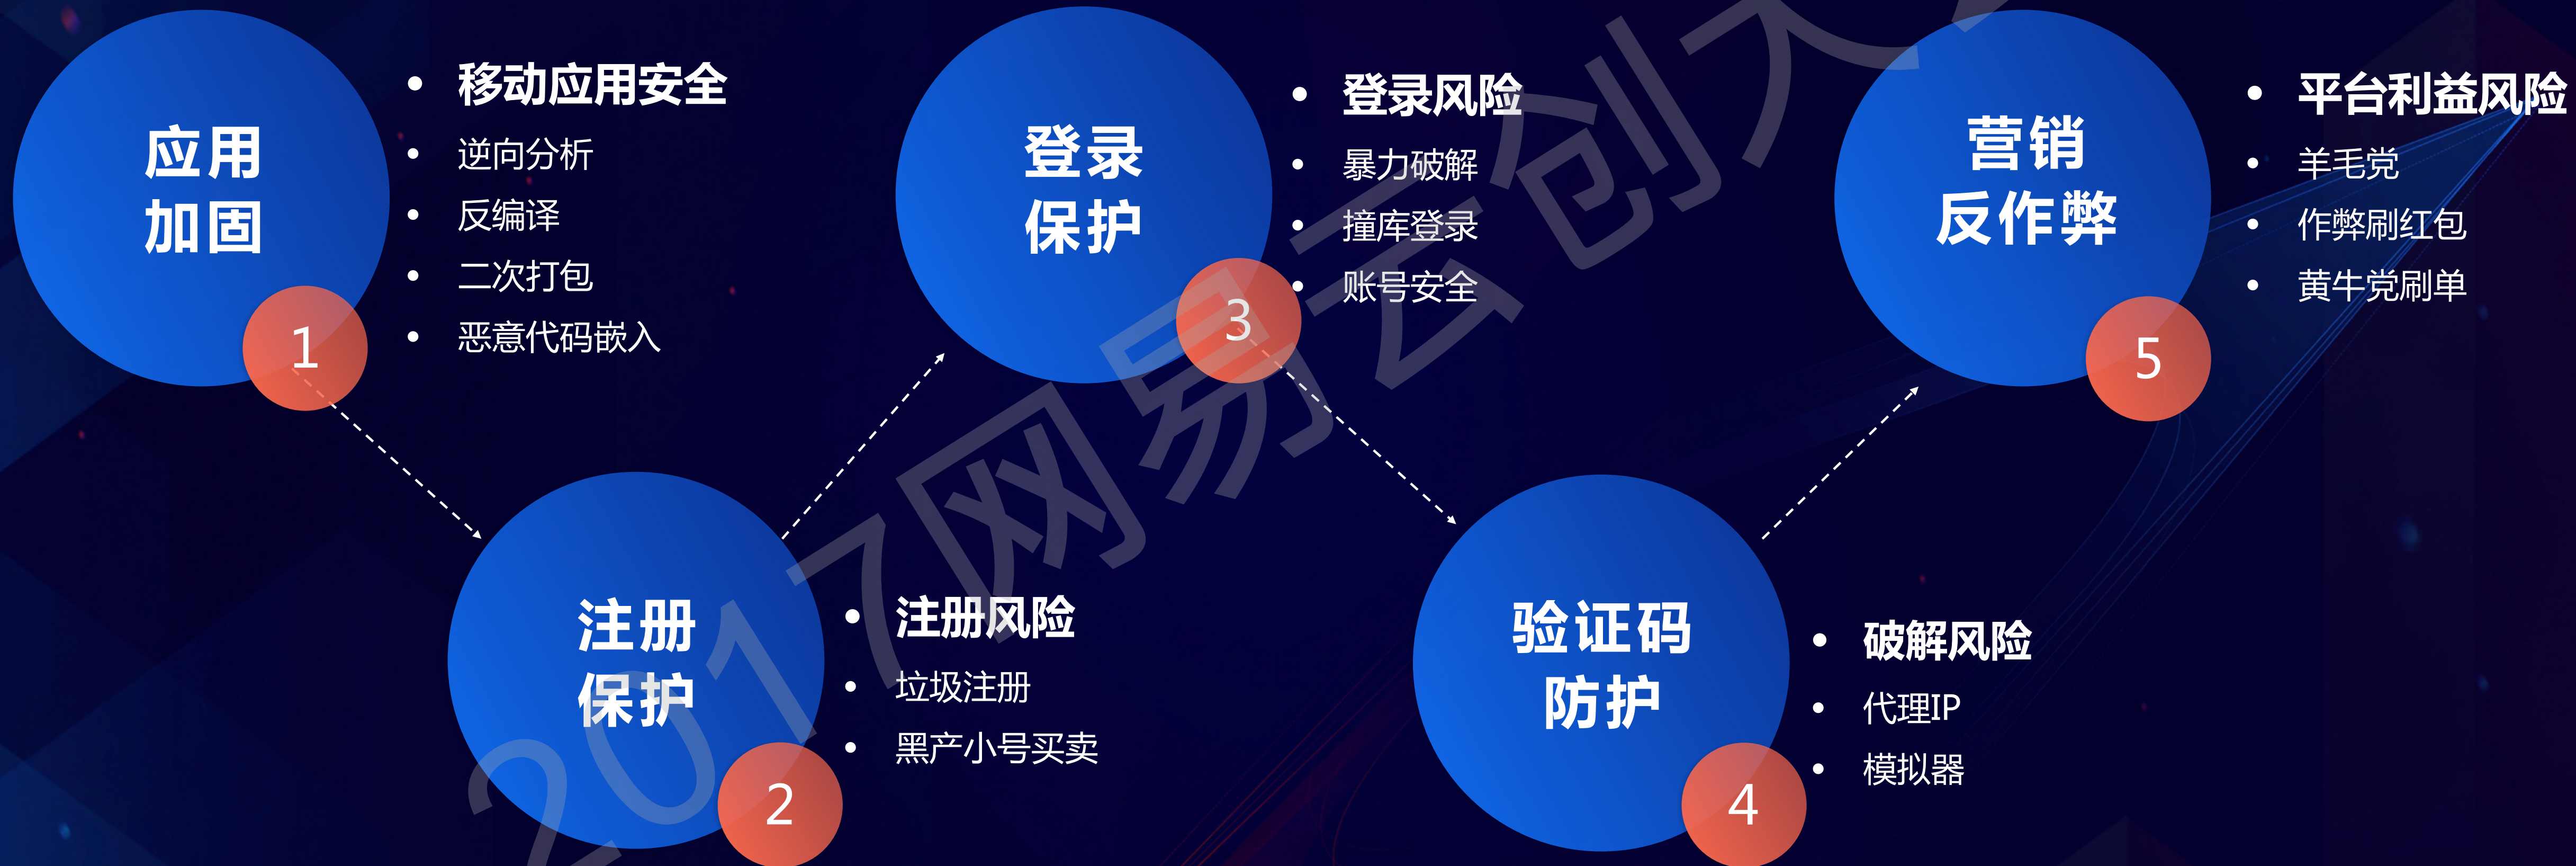 应用
加固
1
• 移动应用安全
• 逆向分析
• 反编译
• 二次打包
• 恶意代码嵌入
注册
保护
2
• 注册风险
• 垃圾注册
• 黑产小号买卖
登录
保护
3
• 登录风险
• 暴力破解
• 撞库登录
• 账号安全
验证码
防护
4
• 破解风险
• 代理IP
• 模拟器
营销
反作弊
5
• 平台利益风险
• 羊毛党
• 作弊刷红包
• 黄牛党刷单
2017网易云创大